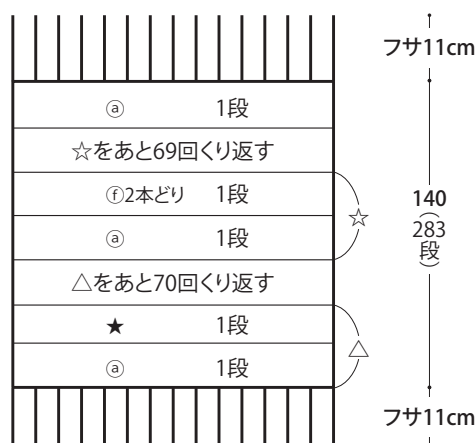 フサ11cm
ⓐ 1段
☆をあと69回くり返す
ⓕ2本どり 1段
ⓐ 1段
☆
△をあと70回くり返す
★ 1段
ⓐ 1段
△
140
(283段)
フサ11cm